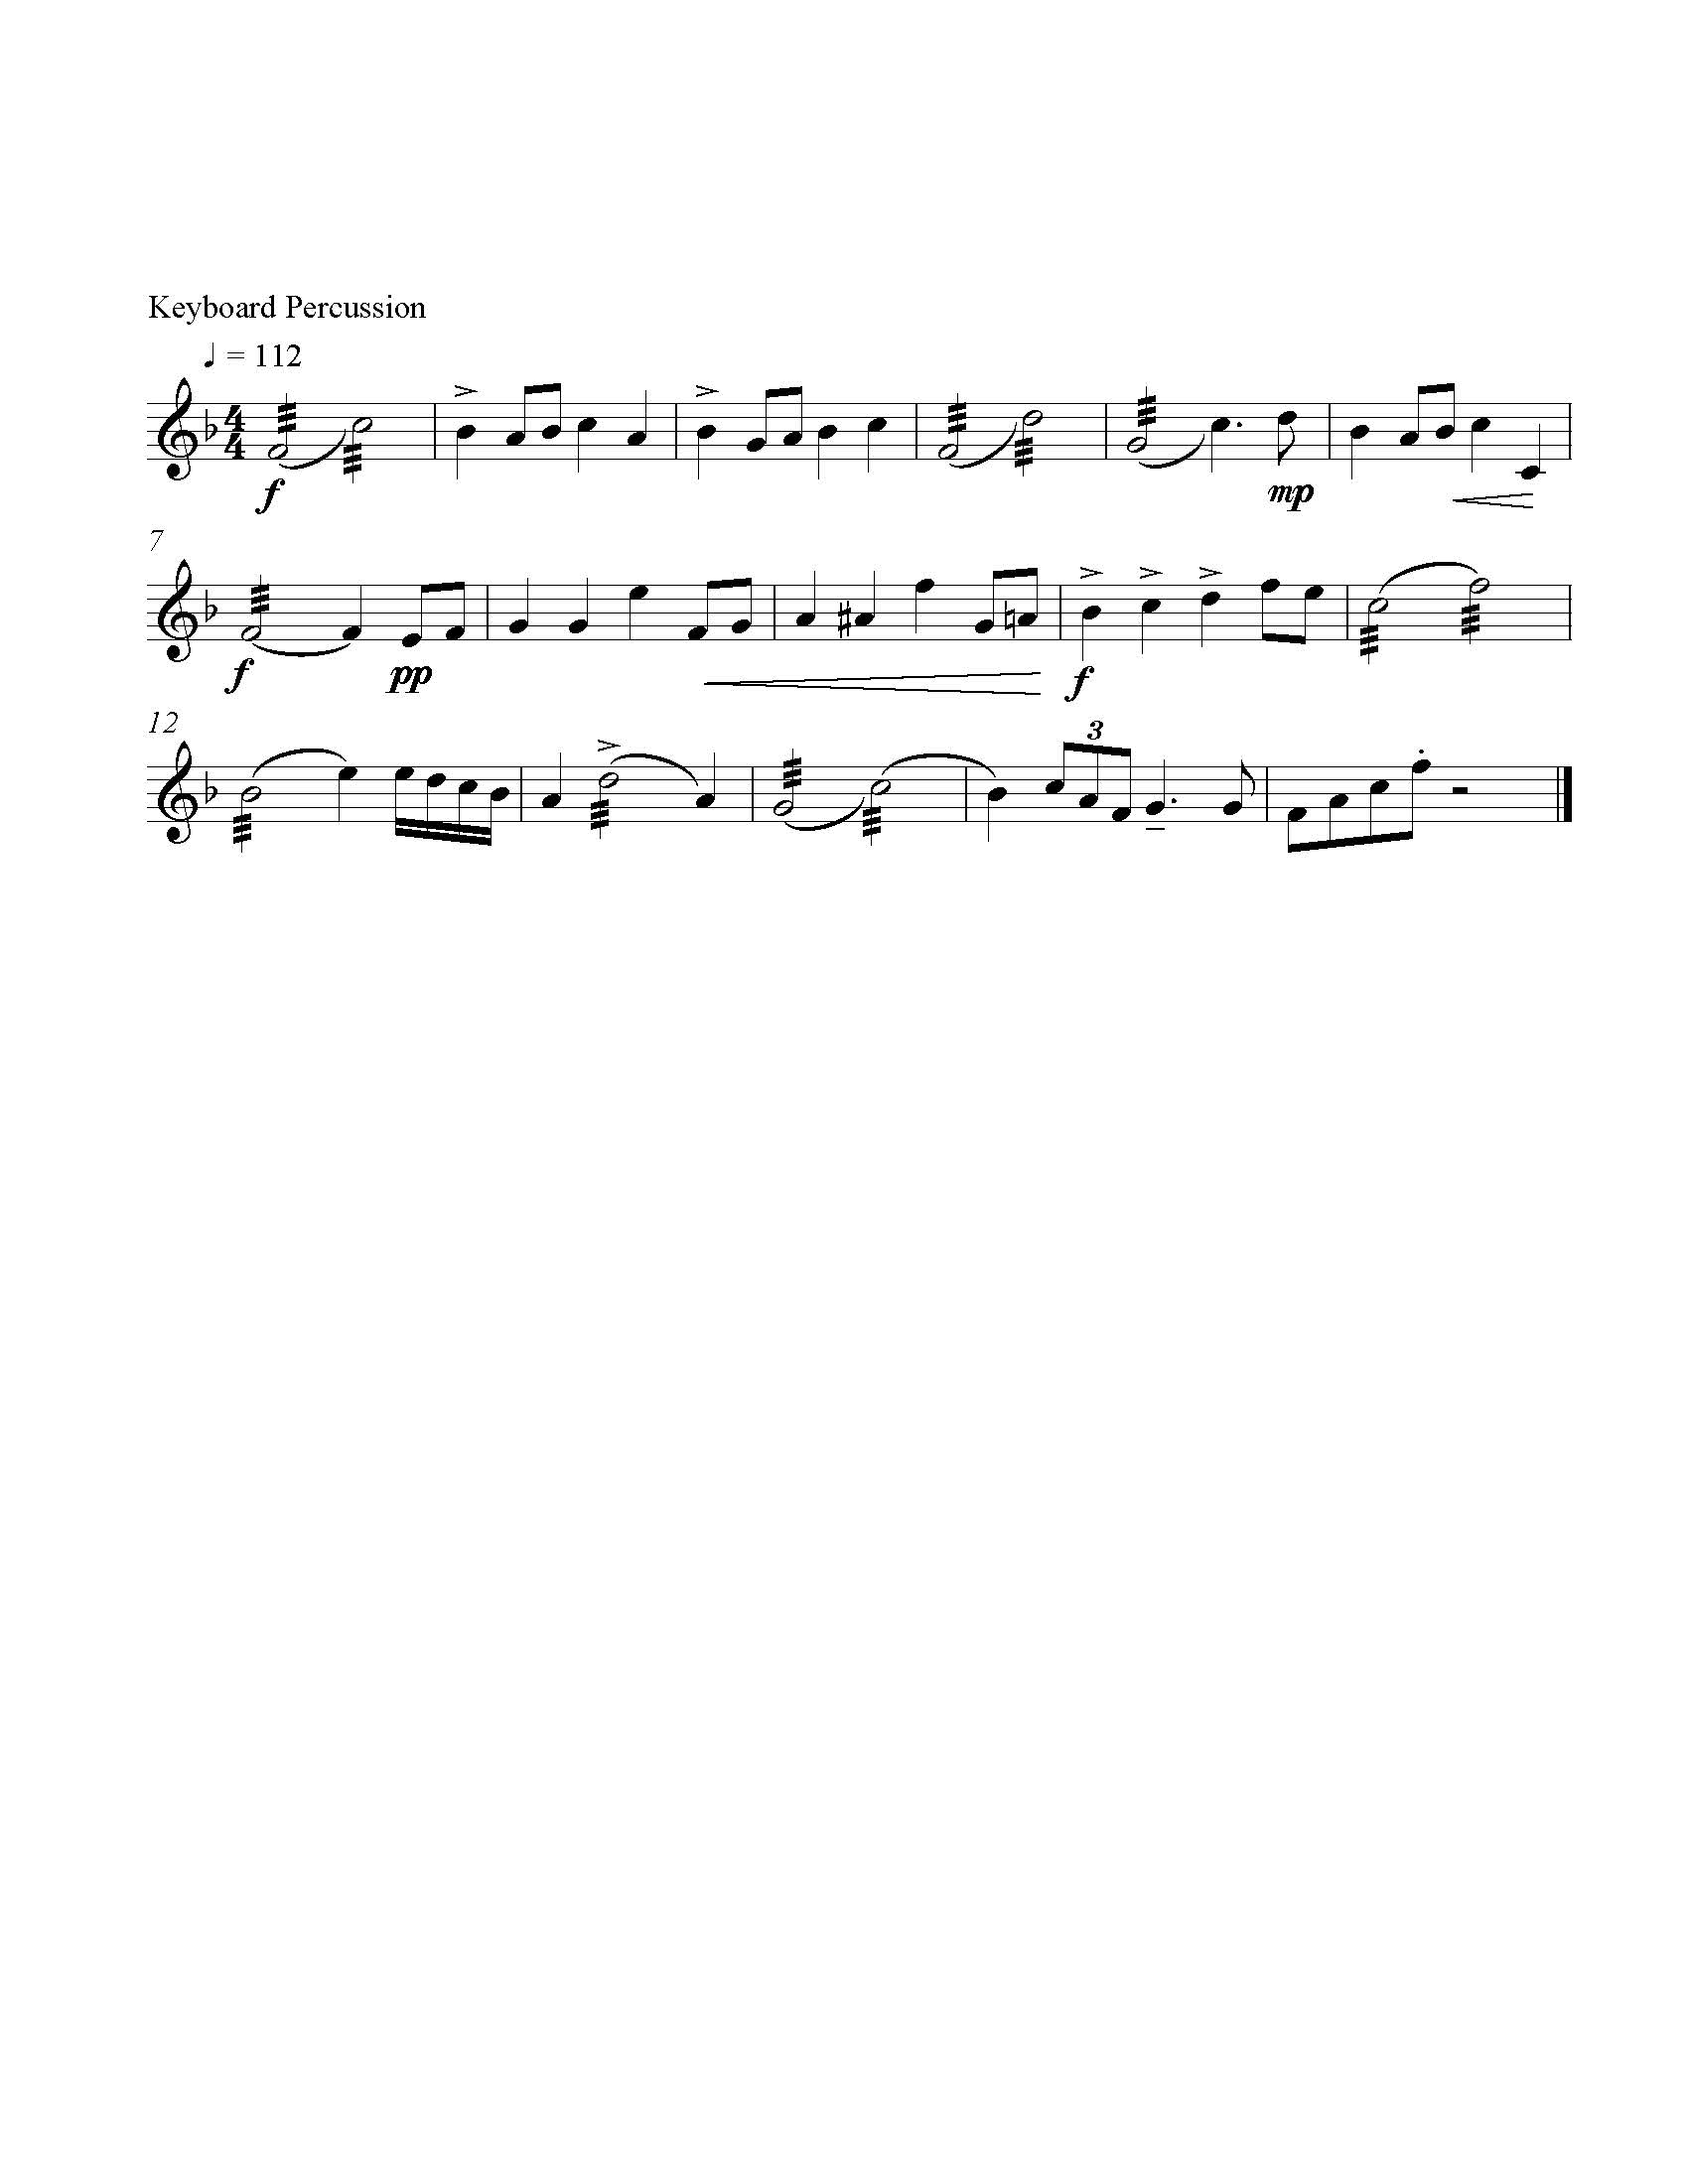 Keyboard Percussion
♩ = 112
4
4
f
mp
7
f
pp
f
12
3